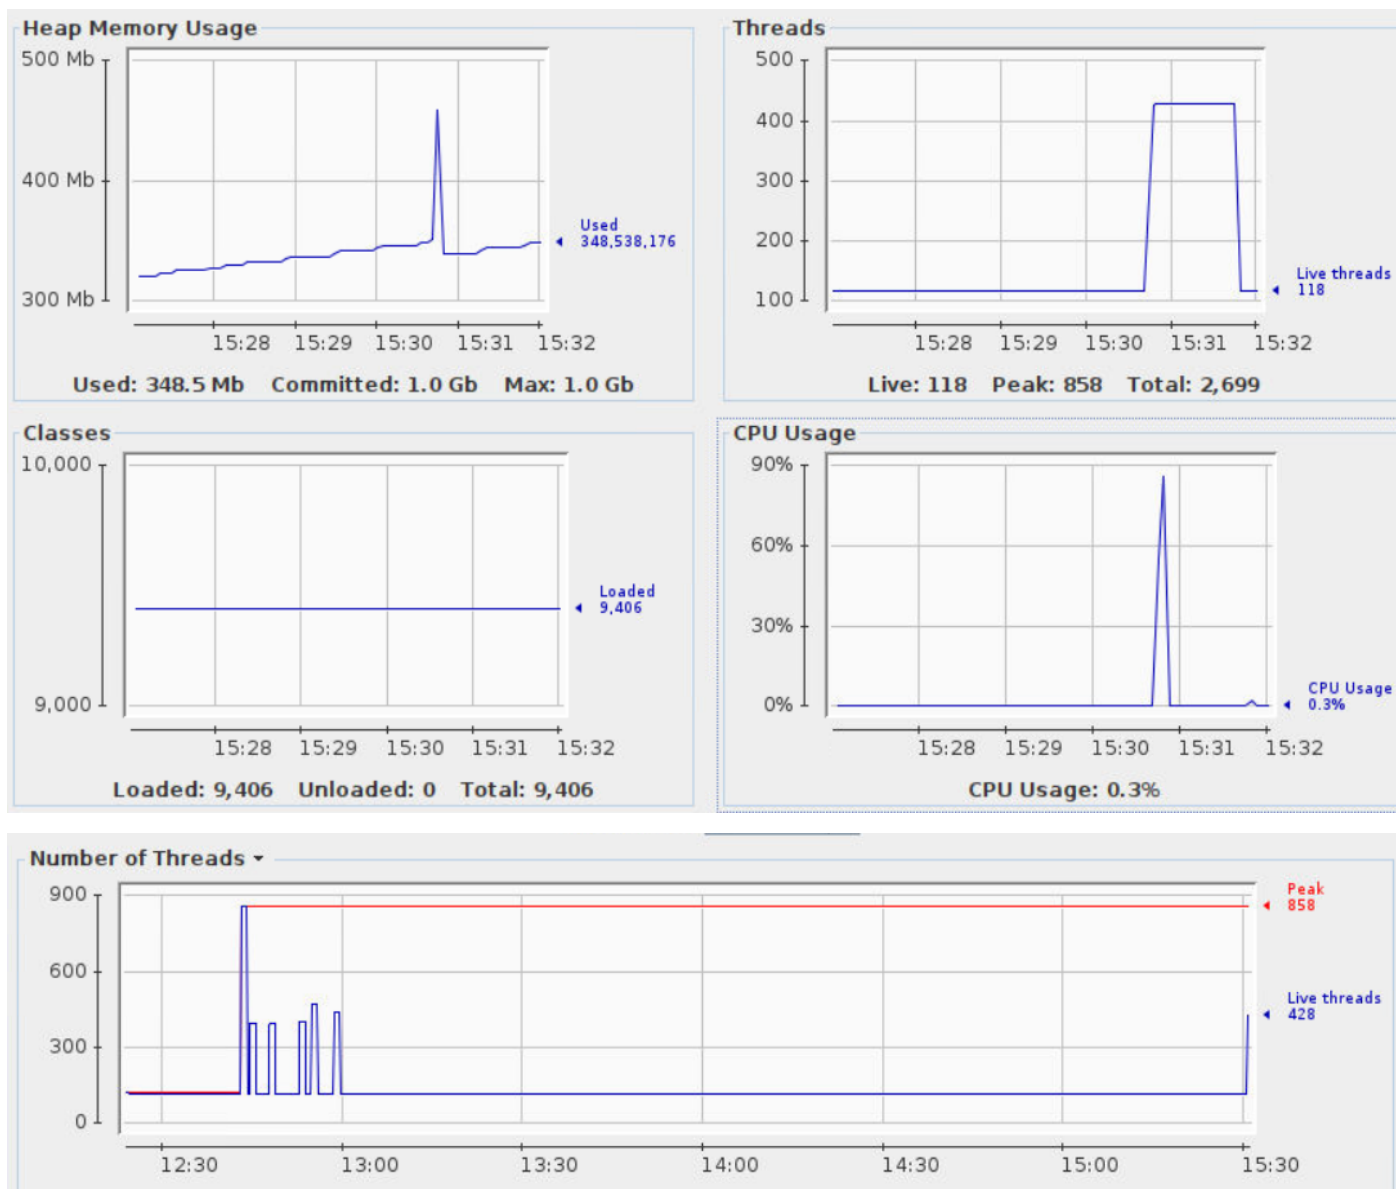 Heap Memory Usage
500 Mb
400 Mb
300 Mb
Used
348,538,176
15:28 15:29 15:30 15:31 15:32
Used: 348.5 Mb Committed: 1.0 Gb Max: 1.0 Gb
Threads
500
400
300
200
100
Live threads
118
15:28 15:29 15:30 15:31 15:32
Live: 118 Peak: 858 Total: 2,699
Classes
10,000
9,000
Loaded
9,406
15:28 15:29 15:30 15:31 15:32
Loaded: 9,406 Unloaded: 0 Total: 9,406
CPU Usage
90%
60%
30%
0%
CPU Usage
0.3%
15:28 15:29 15:30 15:31 15:32
CPU Usage: 0.3%
Number of Threads
900
600
300
0
Peak
858
Live threads
428
12:30 13:00 13:30 14:00 14:30 15:00 15:30